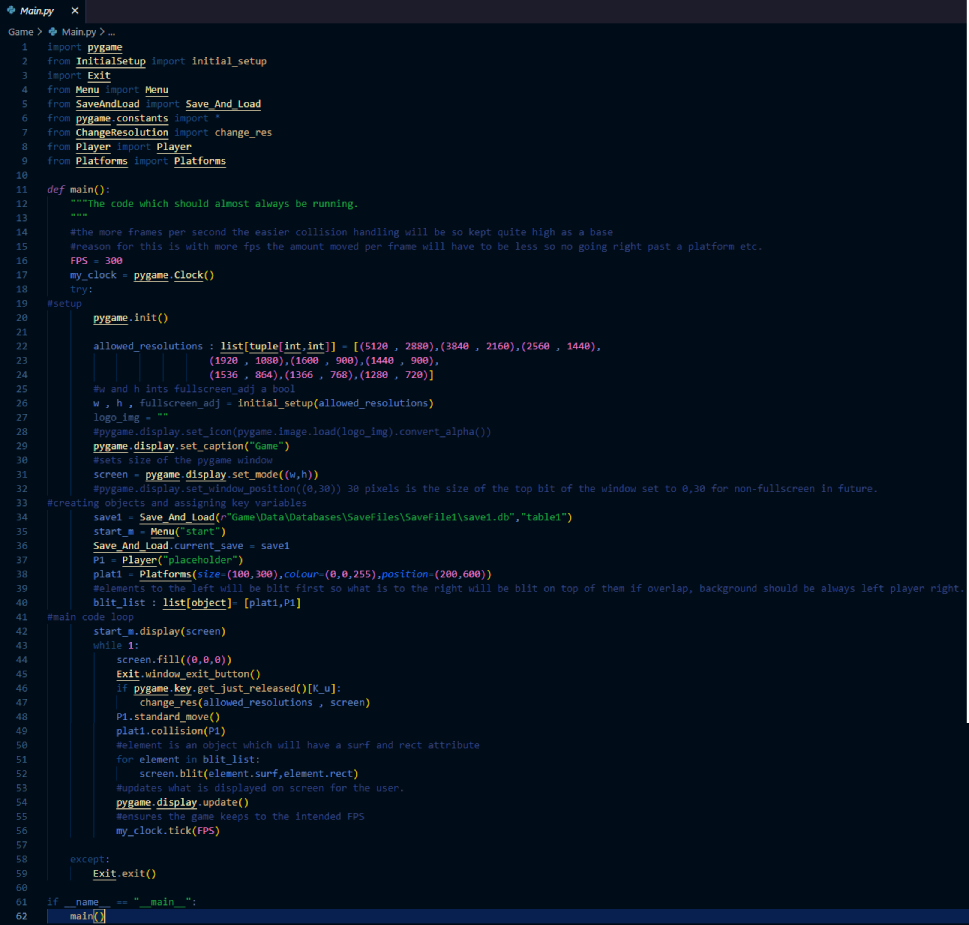 Main.py ×
Game > Main.py > ...
1 import pygame
2 from InitialSetup import initial_setup
3 import Exit
4 from Menu import Menu
5 from SaveAndLoad import Save_And_Load
6 from pygame.constants import *
7 from ChangeResolution import change_res
8 from Player import Player
9 from Platforms import Platforms
10
11 def main():
12 """The code which should almost always be running.
13 """
14 #the more frames per second the easier collision handling will be so kept quite high as a base
15 #reason for this is with more fps the amount moved per frame will have to be less so no going right past a platform etc.
16 FPS = 300
17 my_clock = pygame.Clock()
18 try:
19 #setup
20 pygame.init()
21
22 allowed_resolutions : list[tuple[int,int]] = [(5120 , 2880),(3840 , 2160),(2560 , 1440),
23 (1920 , 1080),(1600 , 900),(1440 , 900),
24 (1536 , 864),(1366 , 768),(1280 , 720)]
25 #w and h ints fullscreen_adj a bool
26 w , h , fullscreen_adj = initial_setup(allowed_resolutions)
27 logo_img = ""
28 #pygame.display.set_icon(pygame.image.load(logo_img).convert_alpha())
29 pygame.display.set_caption("Game")
30 #sets size of the pygame window
31 screen = pygame.display.set_mode((w,h))
32 #pygame.display.set_window_position((0,30)) 30 pixels is the size of the top bit of the window set to 0,30 for non-fullscreen in future.
33 #creating objects and assigning key variables
34 save1 = Save_And_Load(r"Game\Data\Databases\SaveFiles\SaveFile1\save1.db","table1")
35 start_m = Menu("start")
36 Save_And_Load.current_save = save1
37 P1 = Player("placeholder")
38 plat1 = Platforms(size=(100,300),colour=(0,0,255),position=(200,600))
39 #elements to the left will be blit first so what is to the right will be blit on top of them if overlap, background should be always left player right.
40 blit_list : list[object]= [plat1,P1]
41 #main code loop
42 start_m.display(screen)
43 while 1:
44 screen.fill((0,0,0))
45 Exit.window_exit_button()
46 if pygame.key.get_just_released()[K_u]:
47 change_res(allowed_resolutions , screen)
48 P1.standard_move()
49 plat1.collision(P1)
50 #element is an object which will have a surf and rect attribute
51 for element in blit_list:
52 screen.blit(element.surf,element.rect)
53 #updates what is displayed on screen for the user.
54 pygame.display.update()
55 #ensures the game keeps to the intended FPS
56 my_clock.tick(FPS)
57
58 except:
59 Exit.exit()
60
61 if __name__ == "__main__":
62 main()